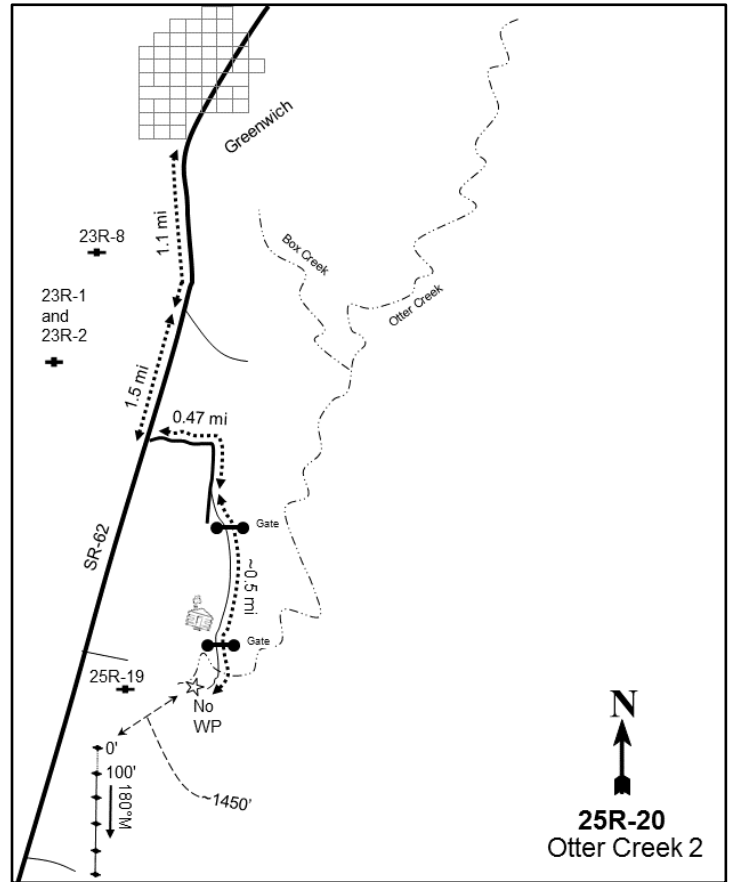 Greenwich
1.1 mi
23R-8
Box Creek
Otter Creek
23R-1
and
23R-2
1.5 mi
0.47 mi
SR-62
Gate
~0.5 mi
Gate
25R-19
No
WP
0'
100'
180°M
~1450'
N
25R-20
Otter Creek 2